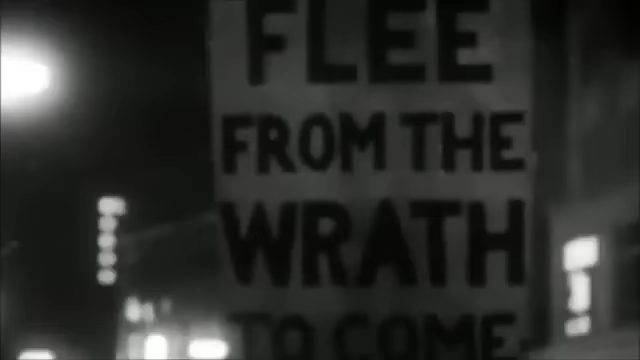 FLEE
FROM THE
WRATH
TO COME.